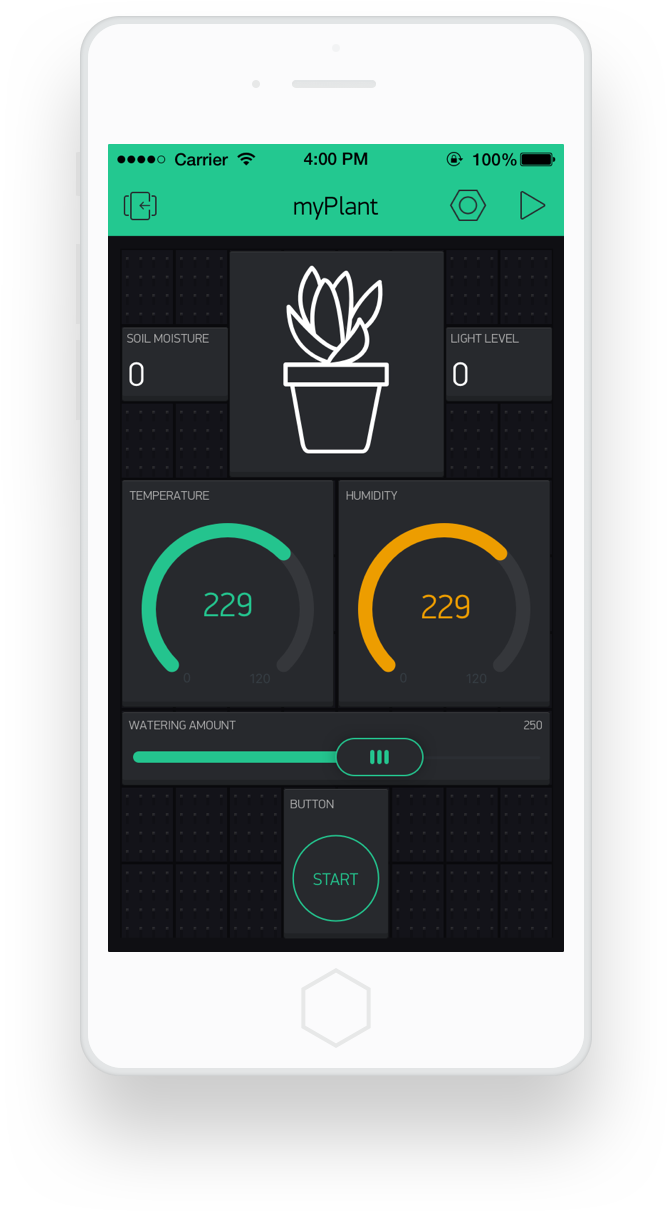 Carrier 4:00 PM 100%
myPlant
SOIL MOISTURE
0
LIGHT LEVEL
0
TEMPERATURE
229
0 120
HUMIDITY
229
0 120
WATERING AMOUNT 250
BUTTON
START